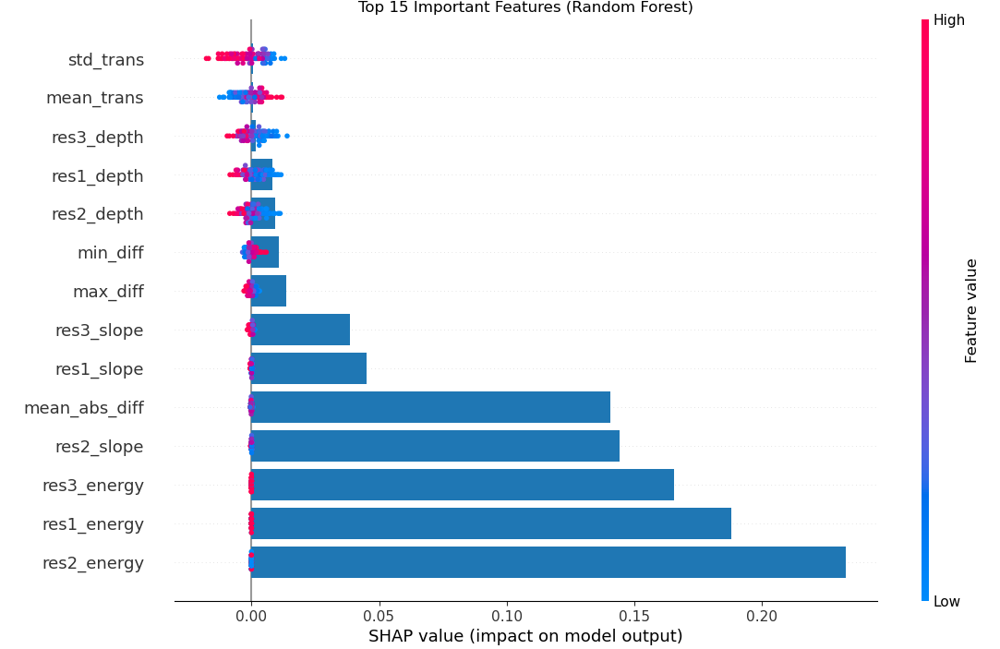 Top 15 Important Features (Random Forest)
High
std_trans
mean_trans
res3_depth
res1_depth
res2_depth
min_diff
max_diff
res3_slope
res1_slope
mean_abs_diff
res2_slope
res3_energy
res1_energy
res2_energy
Feature value
Low
0.00 0.05 0.10 0.15 0.20
SHAP value (impact on model output)